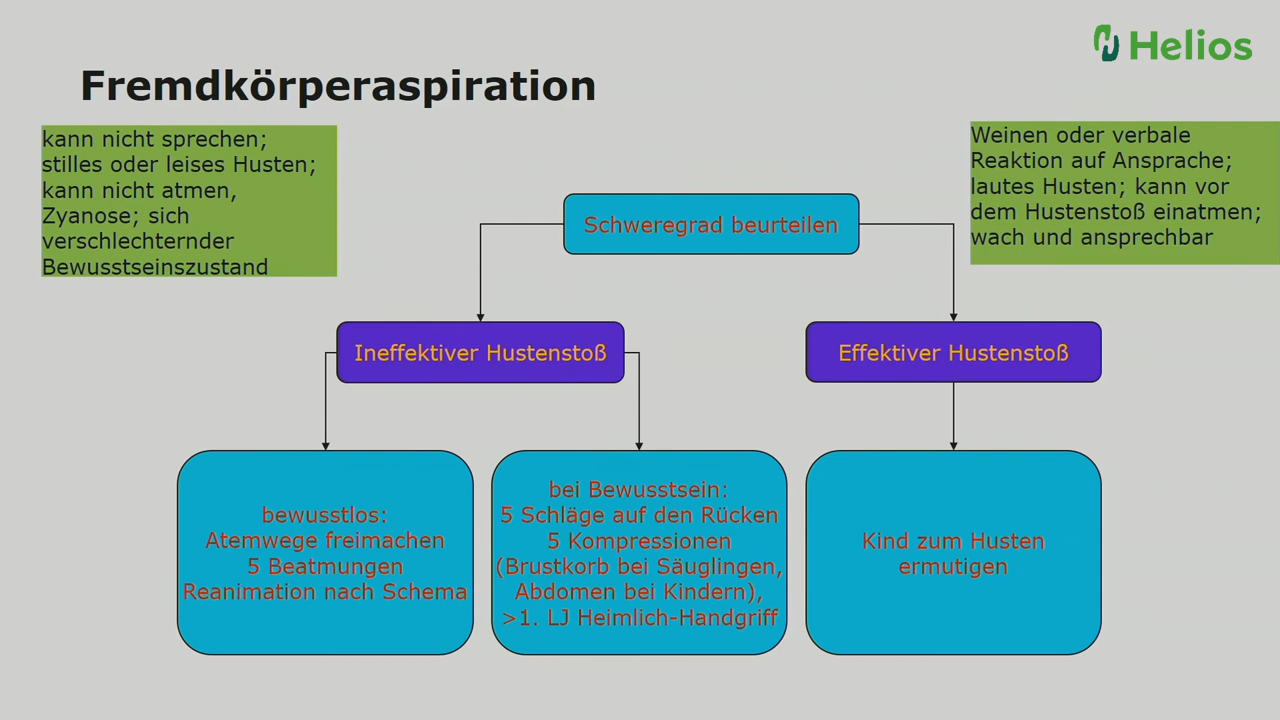 Helios
Fremdkörperaspiration
kann nicht sprechen;
stilles oder leises Husten;
kann nicht atmen,
Zyanose; sich
verschlechternder
Bewusstseinszustand
Weinen oder verbale
Reaktion auf Ansprache;
lautes Husten; kann vor
dem Hustenstoß einatmen;
wach und ansprechbar
Schweregrad beurteilen
Ineffektiver Hustenstoß
Effektiver Hustenstoß
bewusstlos:
Atemwege freimachen
5 Beatmungen
Reanimation nach Schema
bei Bewusstsein:
5 Schläge auf den Rücken
5 Kompressionen
(Brustkorb bei Säuglingen,
Abdomen bei Kindern),
>1. LJ Heimlich-Handgriff
Kind zum Husten
ermutigen